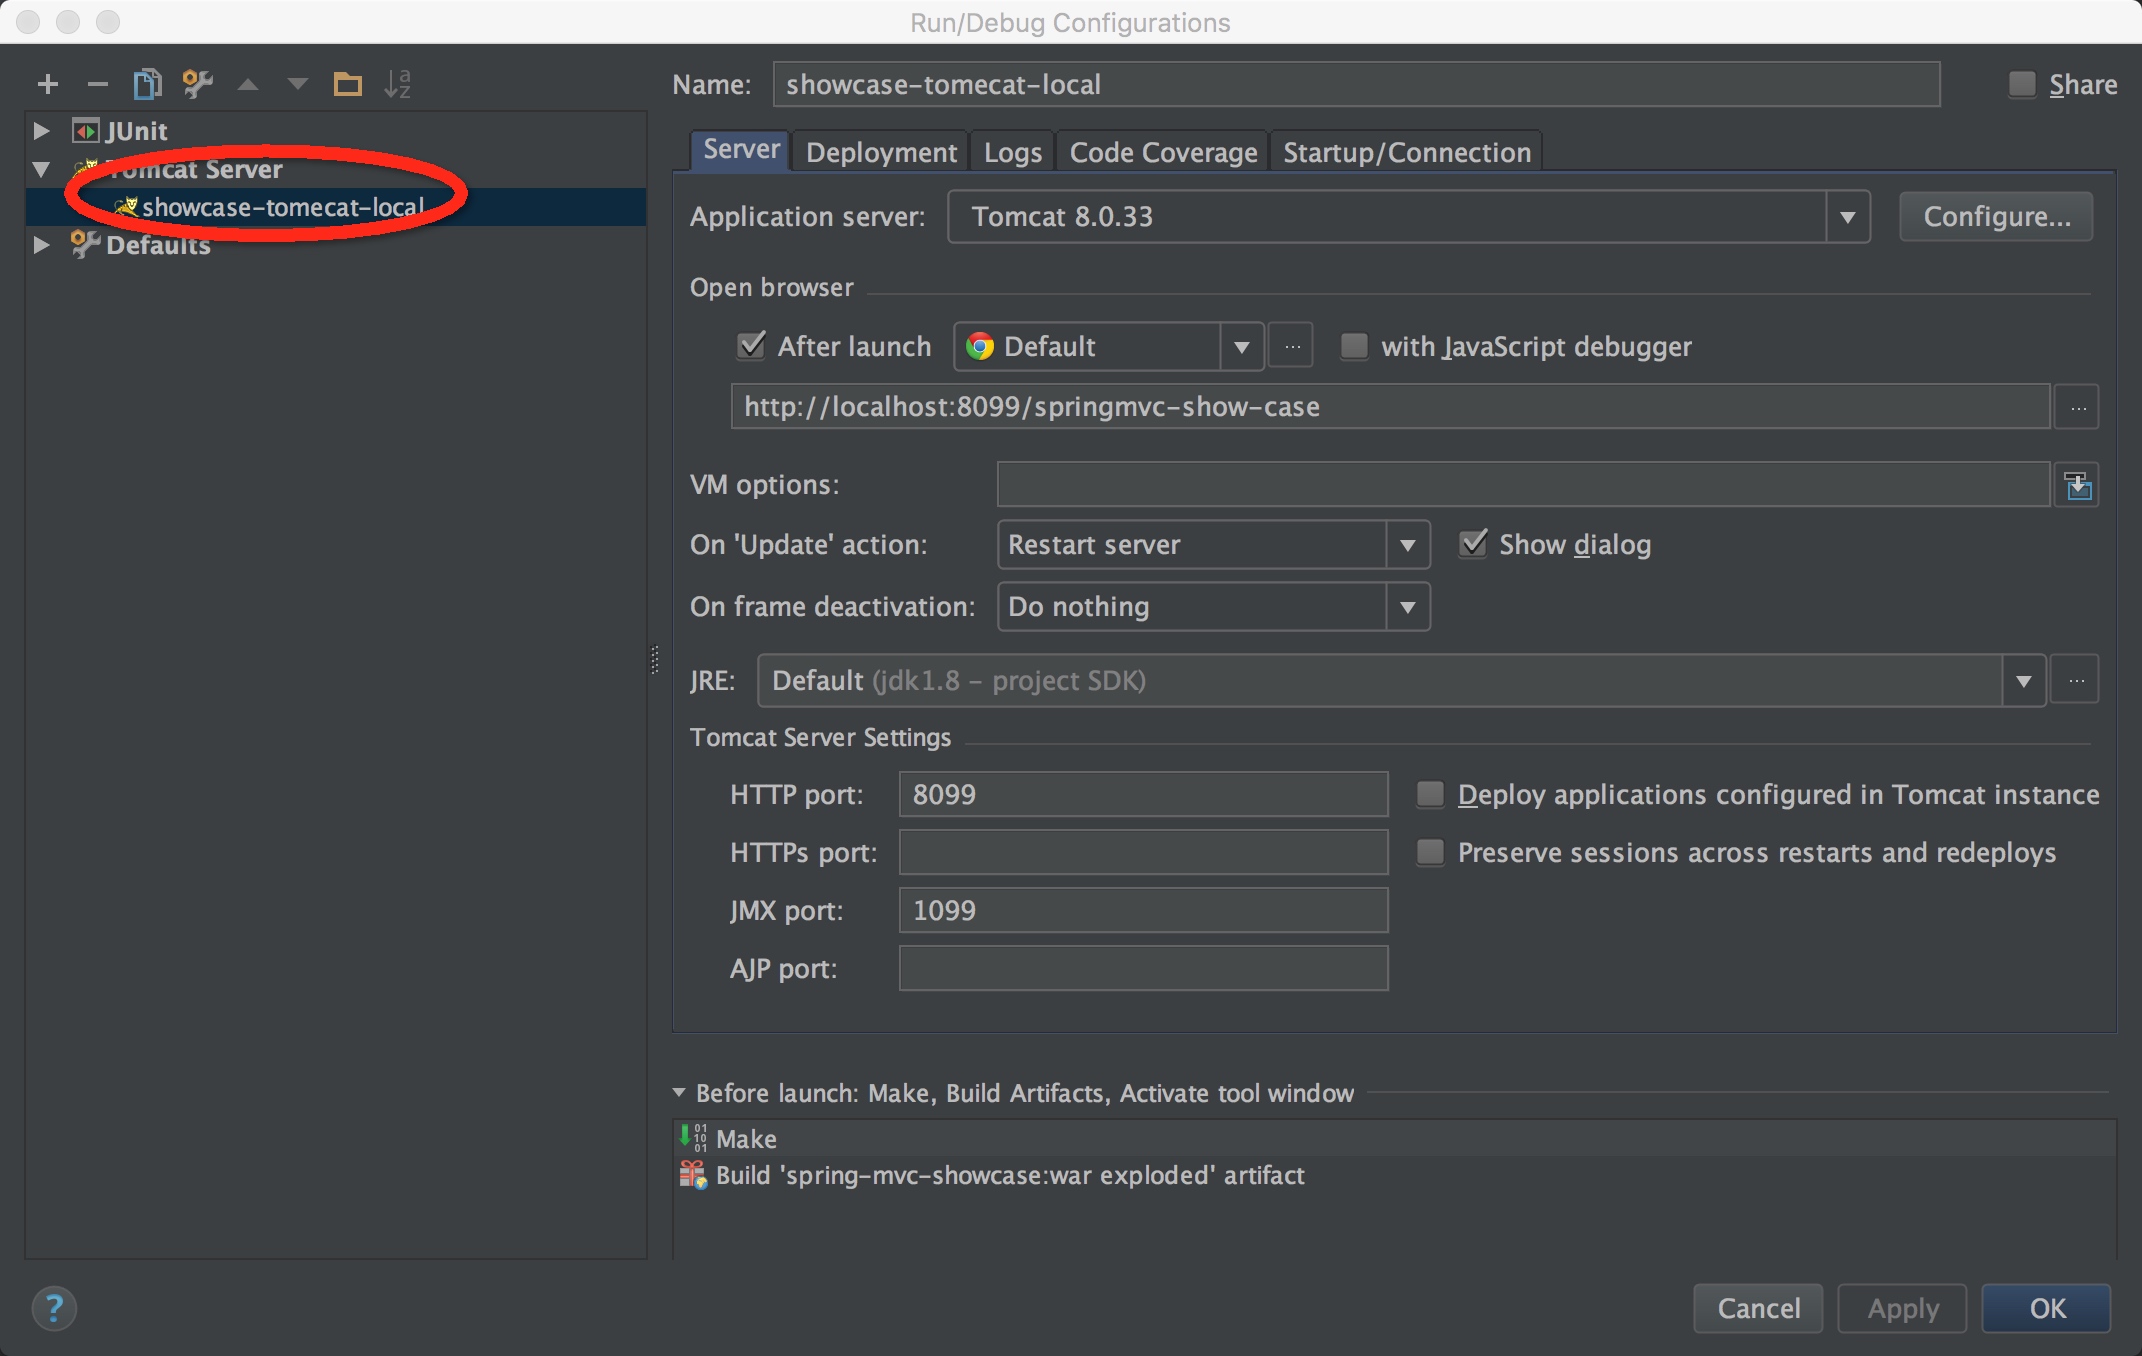 Run/Debug Configurations
Name: showcase-tomecat-local Share
JUnit
Tomcat Server
showcase-tomecat-local
Defaults
Server Deployment Logs Code Coverage Startup/Connection
Application server: Tomcat 8.0.33 Configure...
Open browser
After launch Default ... with JavaScript debugger
http://localhost:8099/springmvc-show-case ...
VM options:
On 'Update' action: Restart server Show dialog
On frame deactivation: Do nothing
JRE: Default (jdk1.8 – project SDK) ...
Tomcat Server Settings
HTTP port: 8099 Deploy applications configured in Tomcat instance
HTTPs port: Preserve sessions across restarts and redeploys
JMX port: 1099
AJP port:
Before launch: Make, Build Artifacts, Activate tool window
Make
Build 'spring-mvc-showcase:war exploded' artifact
? Cancel Apply OK